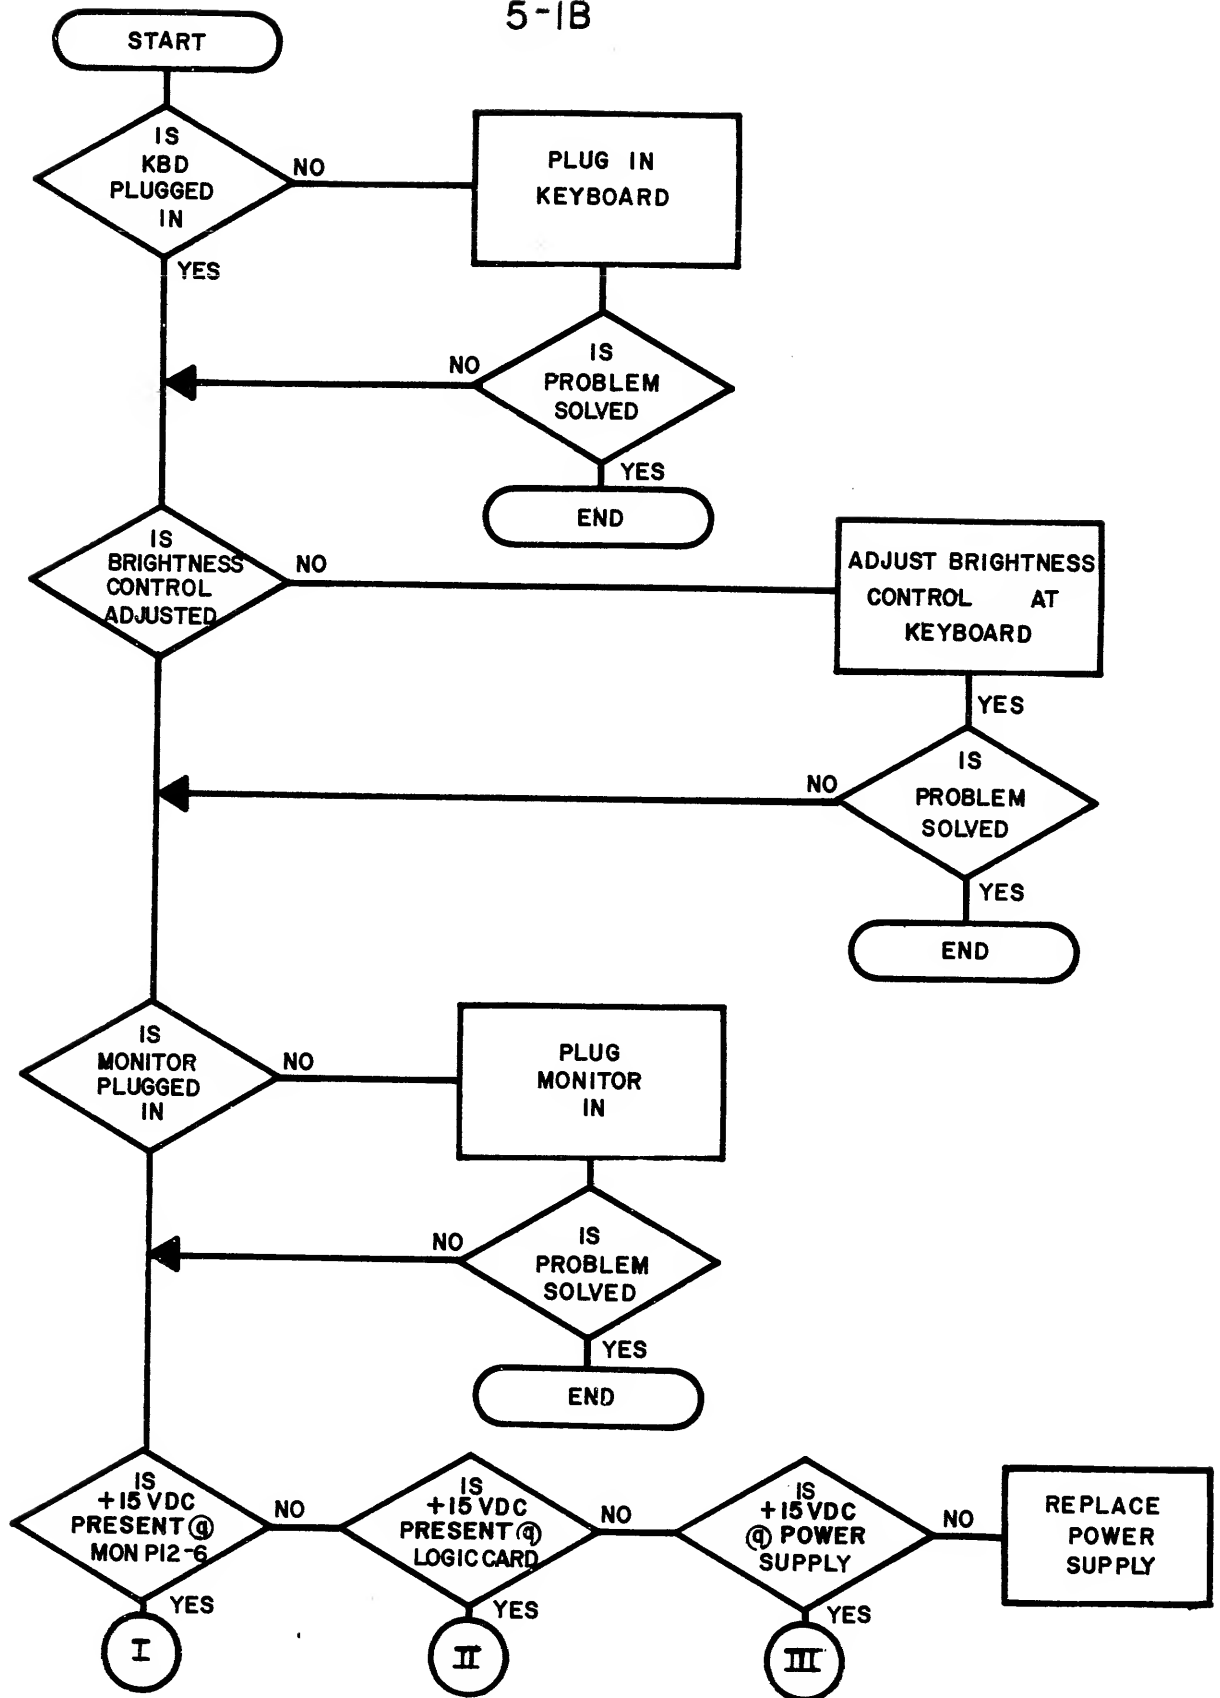 5-1B
START
IS
KBD
PLUGGED
IN
NO
YES
PLUG IN
KEYBOARD
IS
PROBLEM
SOLVED
NO
YES
END
IS
BRIGHTNESS
CONTROL
ADJUSTED
NO
ADJUST BRIGHTNESS
CONTROL AT
KEYBOARD
YES
IS
PROBLEM
SOLVED
NO
YES
END
IS
MONITOR
PLUGGED
IN
NO
PLUG
MONITOR
IN
IS
PROBLEM
SOLVED
NO
YES
END
IS
+15 VDC
PRESENT @
MON P12-6
NO
YES
I
IS
+15 VDC
PRESENT @
LOGIC CARD
NO
YES
II
IS
+15VDC
@ POWER
SUPPLY
NO
YES
III
REPLACE
POWER
SUPPLY